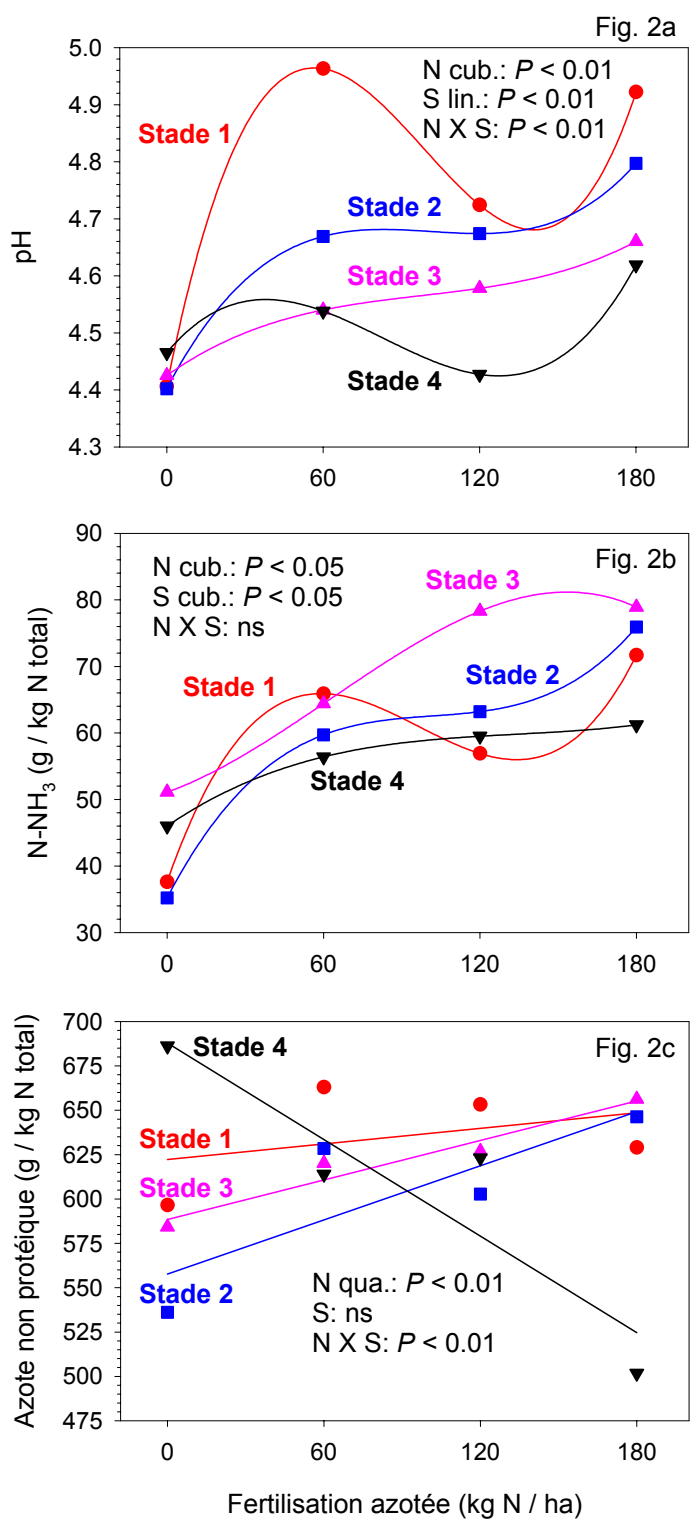 Fig. 2a
5.0
4.9
4.8
4.7
4.6
4.5
4.4
4.3
pH
N cub.: P < 0.01
S lin.: P < 0.01
N X S: P < 0.01
Stade 1
Stade 2
Stade 3
Stade 4
0 60 120 180
Fig. 2b
90
80
70
60
50
40
30
N-NH3 (g / kg N total)
N cub.: P < 0.05
S cub.: P < 0.05
N X S: ns
Stade 3
Stade 1
Stade 2
Stade 4
0 60 120 180
Fig. 2c
700
675
650
625
600
575
550
525
500
475
Azote non protéique (g / kg N total)
Stade 4
Stade 1
Stade 3
Stade 2
N qua.: P < 0.01
S: ns
N X S: P < 0.01
0 60 120 180
Fertilisation azotée (kg N / ha)